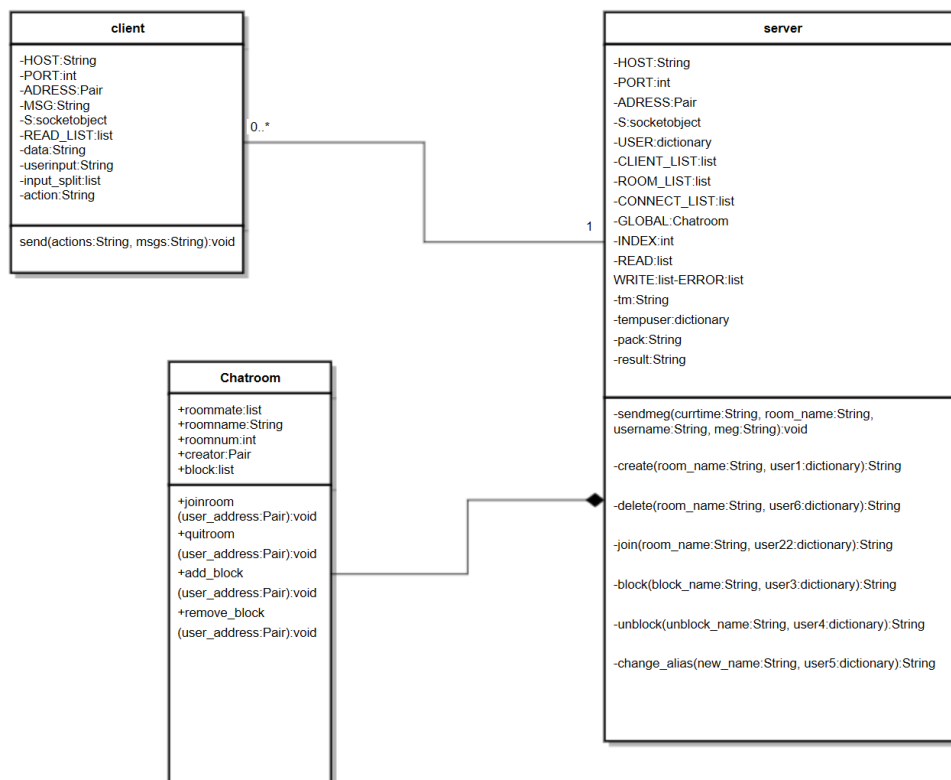 client
-HOST:String
-PORT:int
-ADRESS:Pair
-MSG:String
-S:socketobject
-READ_LIST:list
-data:String
-userinput:String
-input_split:list
-action:String
send(actions:String, msgs:String):void
0..*
1
server
-HOST:String
-PORT:int
-ADRESS:Pair
-S:socketobject
-USER:dictionary
-CLIENT_LIST:list
-ROOM_LIST:list
-CONNECT_LIST:list
-GLOBAL:Chatroom
-INDEX:int
-READ:list
WRITE:list-ERROR:list
-tm:String
-tempuser:dictionary
-pack:String
-result:String
-sendmeg(currtime:String, room_name:String,
username:String, meg:String):void
-create(room_name:String, user1:dictionary):String
-delete(room_name:String, user6:dictionary):String
-join(room_name:String, user22:dictionary):String
-block(block_name:String, user3:dictionary):String
-unblock(unblock_name:String, user4:dictionary):String
-change_alias(new_name:String, user5:dictionary):String
Chatroom
+roommate:list
+roomname:String
+roomnum:int
+creator:Pair
+block:list
+joinroom
(user_address:Pair):void
+quitroom
(user_address:Pair):void
+add_block
(user_address:Pair):void
+remove_block
(user_address:Pair):void